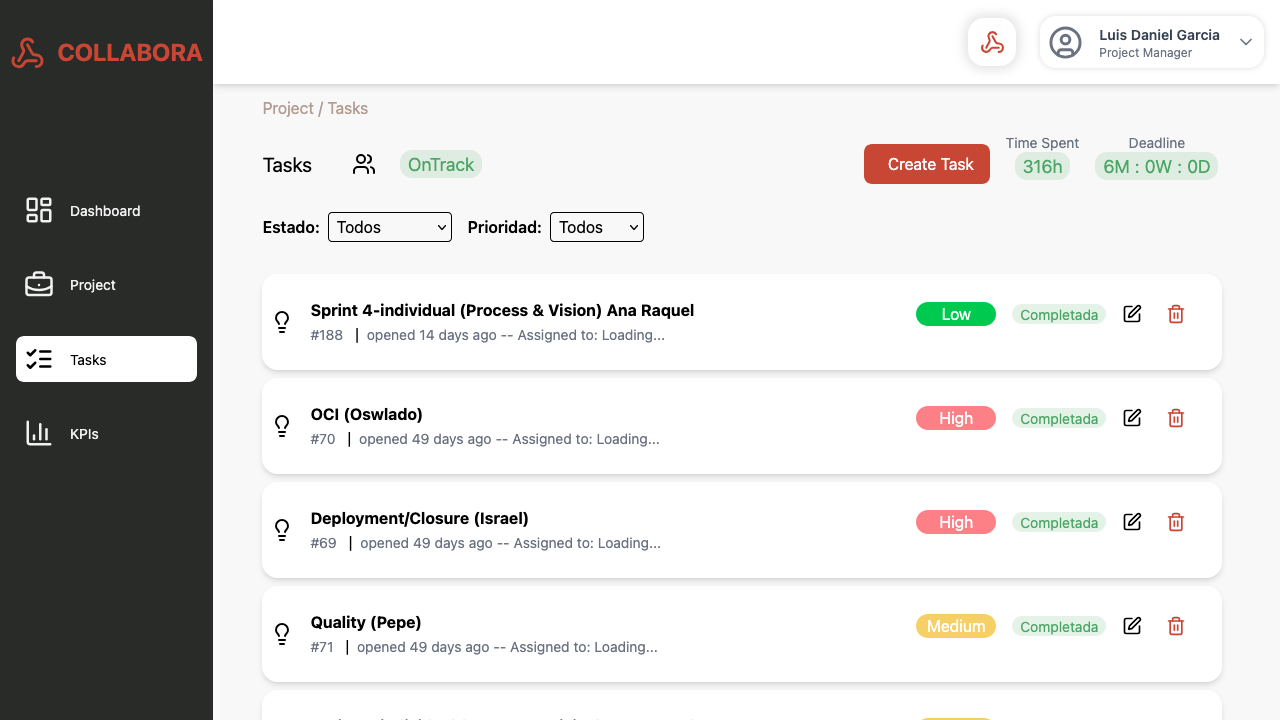 COLLABORA
Luis Daniel Garcia
Project Manager
Project / Tasks
Tasks
OnTrack
Create Task
Time Spent
316h
Deadline
6M : 0W : 0D
Dashboard
Project
Tasks
KPIs
Estado: Todos
Prioridad: Todos
Sprint 4-individual (Process & Vision) Ana Raquel
#188 | opened 14 days ago -- Assigned to: Loading...
Low
Completada
OCI (Oswlado)
#70 | opened 49 days ago -- Assigned to: Loading...
High
Completada
Deployment/Closure (Israel)
#69 | opened 49 days ago -- Assigned to: Loading...
High
Completada
Quality (Pepe)
#71 | opened 49 days ago -- Assigned to: Loading...
Medium
Completada